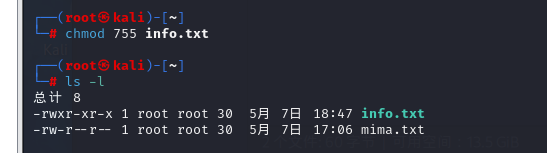 ┌──(root㉿kali)-[~]
└─# chmod 755 info.txt
┌──(root㉿kali)-[~]
└─# ls -l
总计 8
-rwxr-xr-x 1 root root 30  5月  7日 18:47 info.txt
-rw-r--r-- 1 root root 30  5月  7日 17:06 mima.txt